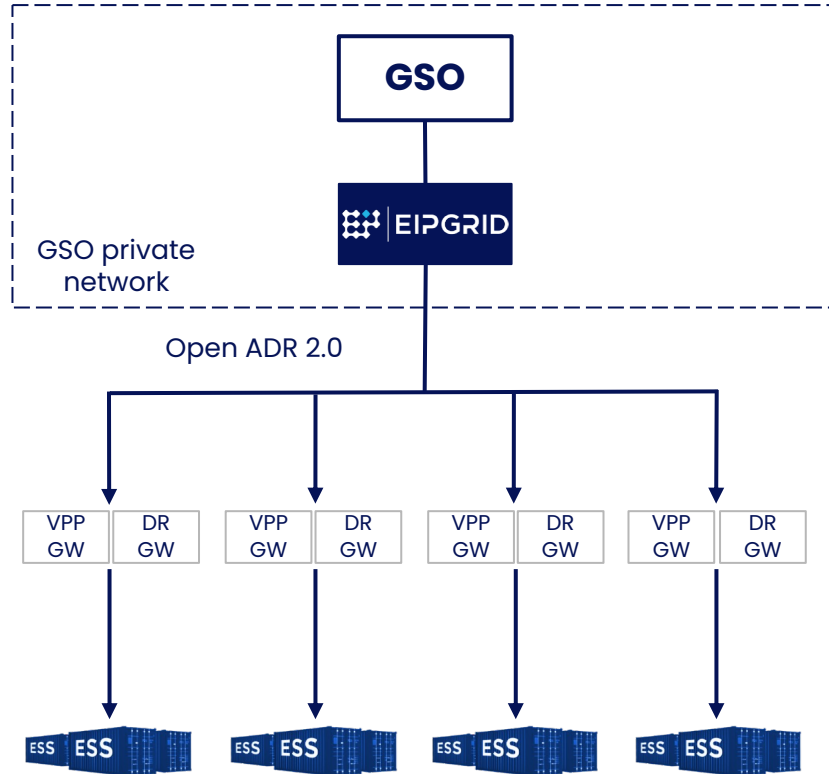 GSO
EIPGRID
GSO private
network
Open ADR 2.0
VPP DR VPP DR VPP DR VPP DR
GW GW GW GW GW GW GW GW
ESS ESS ESS ESS ESS ESS ESS ESS